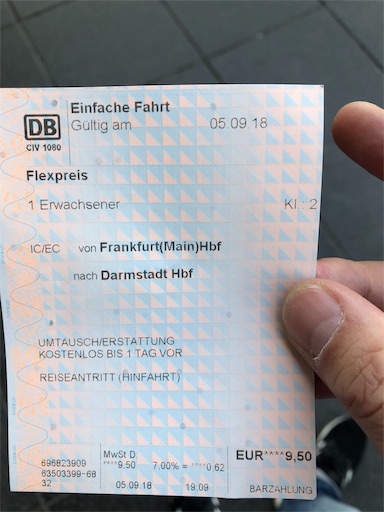 Einfache Fahrt
DB Gültig am 05.09.18
CIV 1080
Flexpreis
1 Erwachsener Kl.: 2
IC/EC von Frankfurt(Main)Hbf
nach Darmstadt Hbf
UMTAUSCH/ERSTATTUNG
KOSTENLOS BIS 1 TAG VOR
REISEANTRITT (HINFAHRT)
MwSt D EUR****9,50
696823909 ****9,50 7.00% = ****0.62
63503399-68
32 05.09.18 19:09 BARZAHLUNG